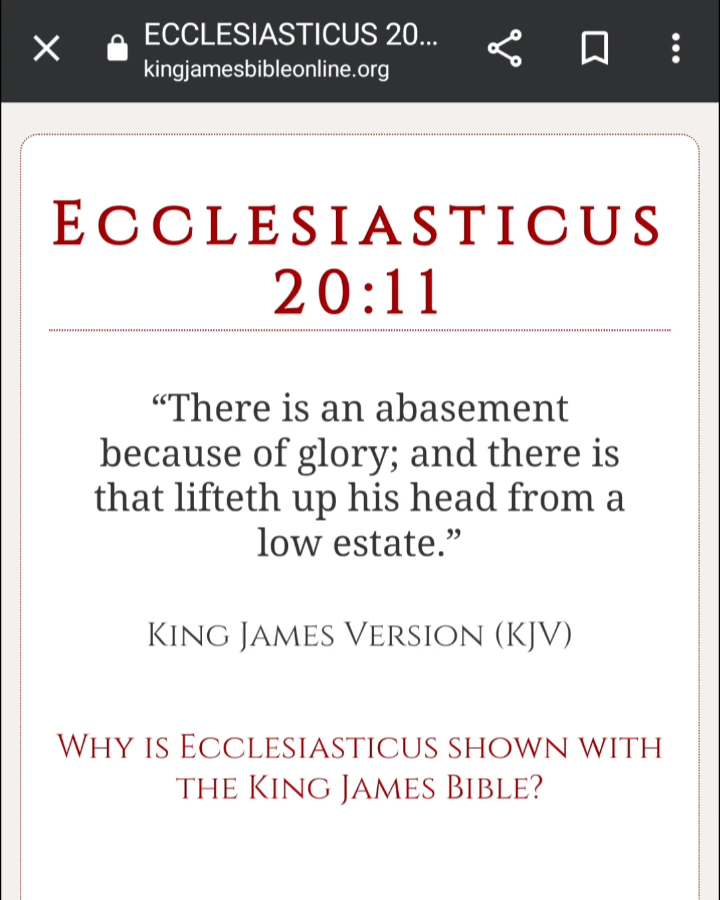 ECCLESIASTICUS 20...
kingjamesbibleonline.org
Ecclesiasticus
20:11
“There is an abasement
because of glory; and there is
that lifteth up his head from a
low estate.”
King James Version (KJV)
Why is Ecclesiasticus shown with
the King James Bible?